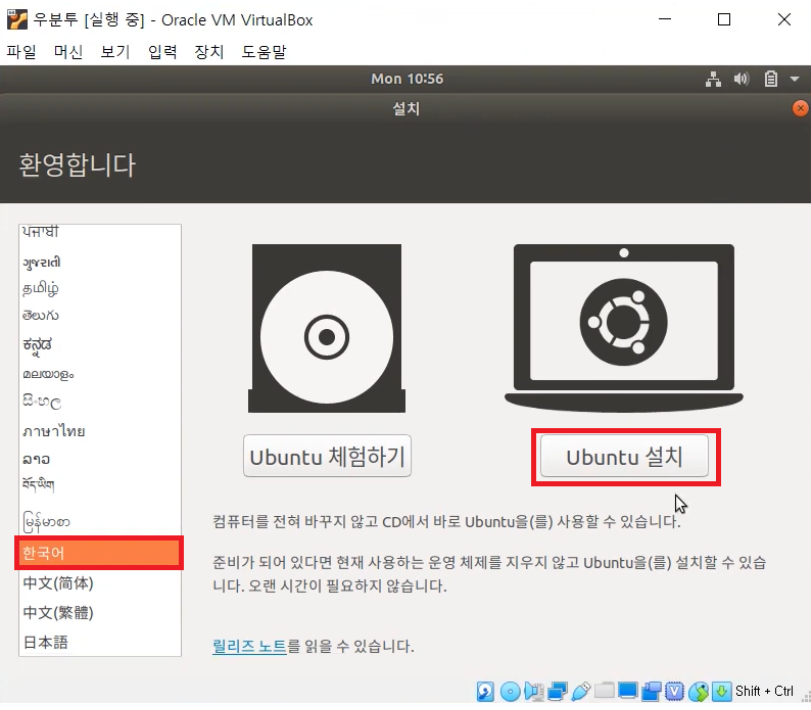 우분투 [실행 중] - Oracle VM VirtualBox
파일 머신 보기 입력 장치 도움말
Mon 10:56
설치
환영합니다
ਪੰਜਾਬੀ
ગુજરાતી
தமிழ்
తెలుగు
ಕನ್ನಡ
മലയാളം
සිංහල
ภาษาไทย
ລາວ
བོད་ཡིག
မြန်မာစာ
한국어
中文(简体)
中文(繁體)
日本語
Ubuntu 체험하기
Ubuntu 설치
컴퓨터를 전혀 바꾸지 않고 CD에서 바로 Ubuntu을(를) 사용할 수 있습니다.
준비가 되어 있다면 현재 사용하는 운영 체제를 지우지 않고 Ubuntu을(를) 설치할 수 있습
니다. 오랜 시간이 필요하지 않습니다.
릴리즈 노트를 읽을 수 있습니다.
Shift + Ctrl